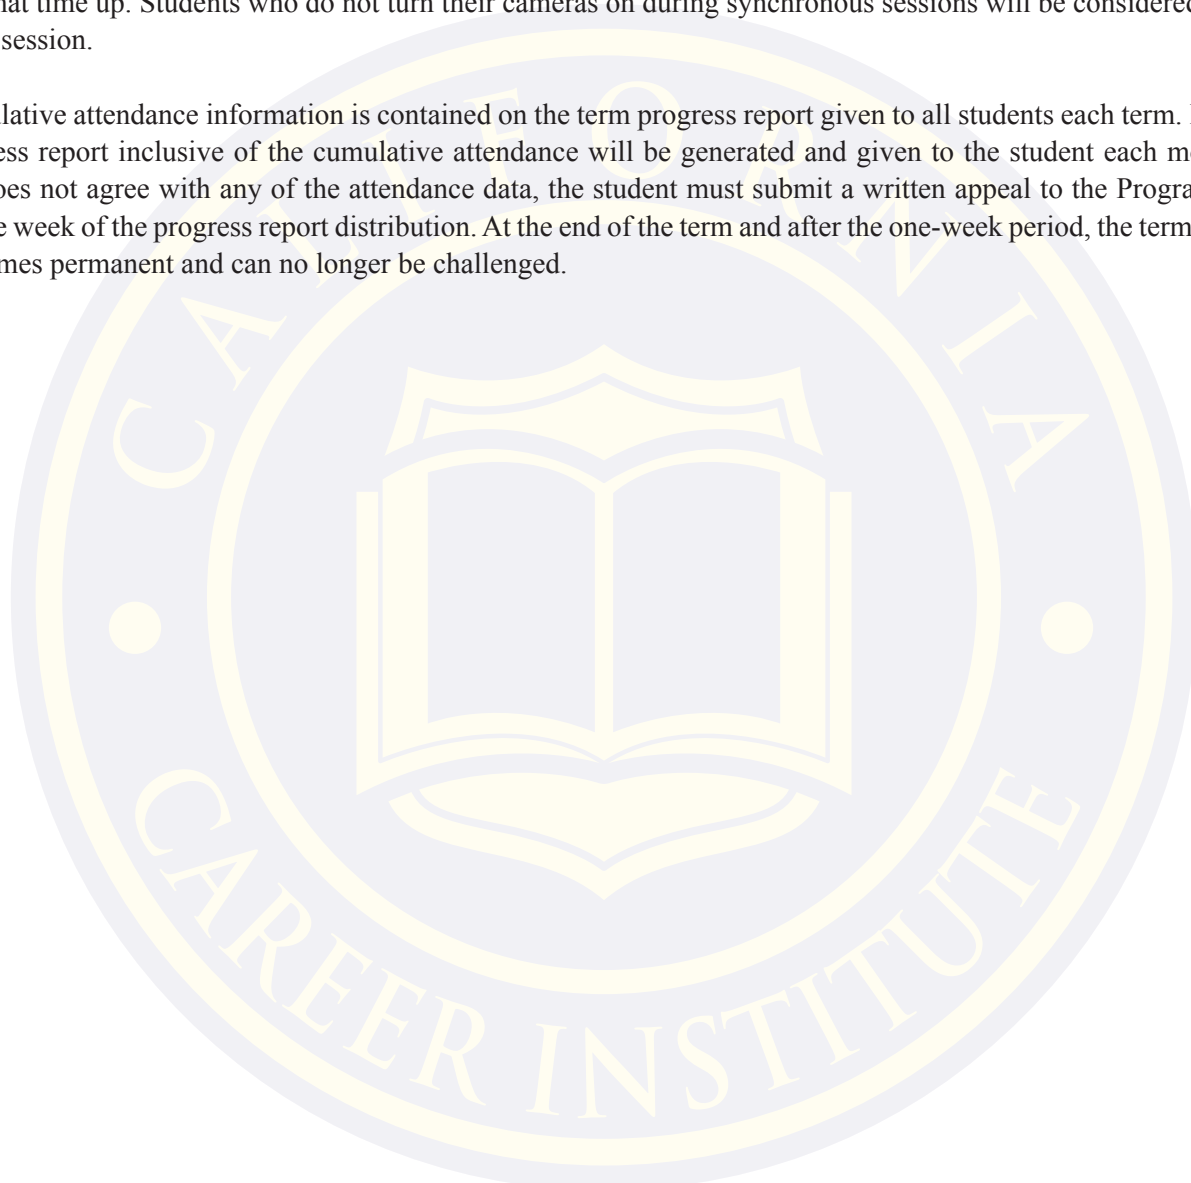 hat time up. Students who do not turn their cameras on during synchronous sessions will be considered
session.
lative attendance information is contained on the term progress report given to all students each term.
ess report inclusive of the cumulative attendance will be generated and given to the student each
oes not agree with any of the attendance data, the student must submit a written appeal to the
e week of the progress report distribution. At the end of the term and after the one-week period, the term
mes permanent and can no longer be challenged.
CALIFORNIA
CAREER INSTITUTE